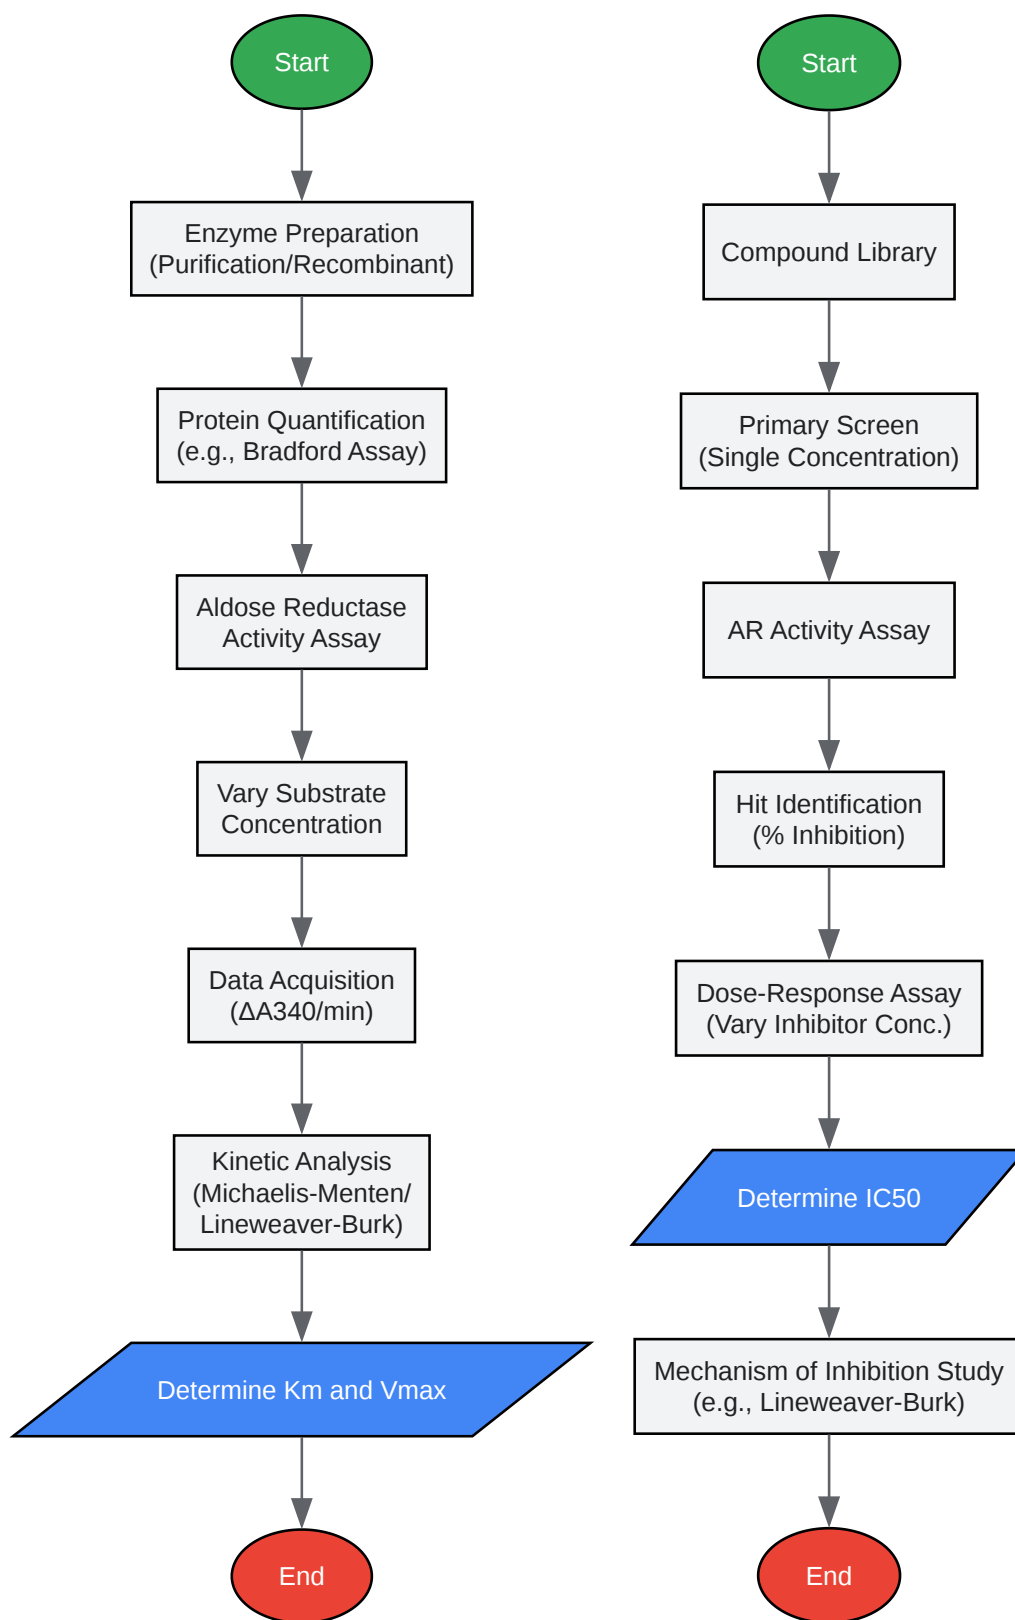 Start
Enzyme Preparation
(Purification/Recombinant)
Protein Quantification
(e.g., Bradford Assay)
Aldose Reductase
Activity Assay
Vary Substrate
Concentration
Data Acquisition
(ΔA340/min)
Kinetic Analysis
(Michaelis-Menten/
Lineweaver-Burk)
Determine Km and Vmax
End
Start
Compound Library
Primary Screen
(Single Concentration)
AR Activity Assay
Hit Identification
(% Inhibition)
Dose-Response Assay
(Vary Inhibitor Conc.)
Determine IC50
Mechanism of Inhibition Study
(e.g., Lineweaver-Burk)
End